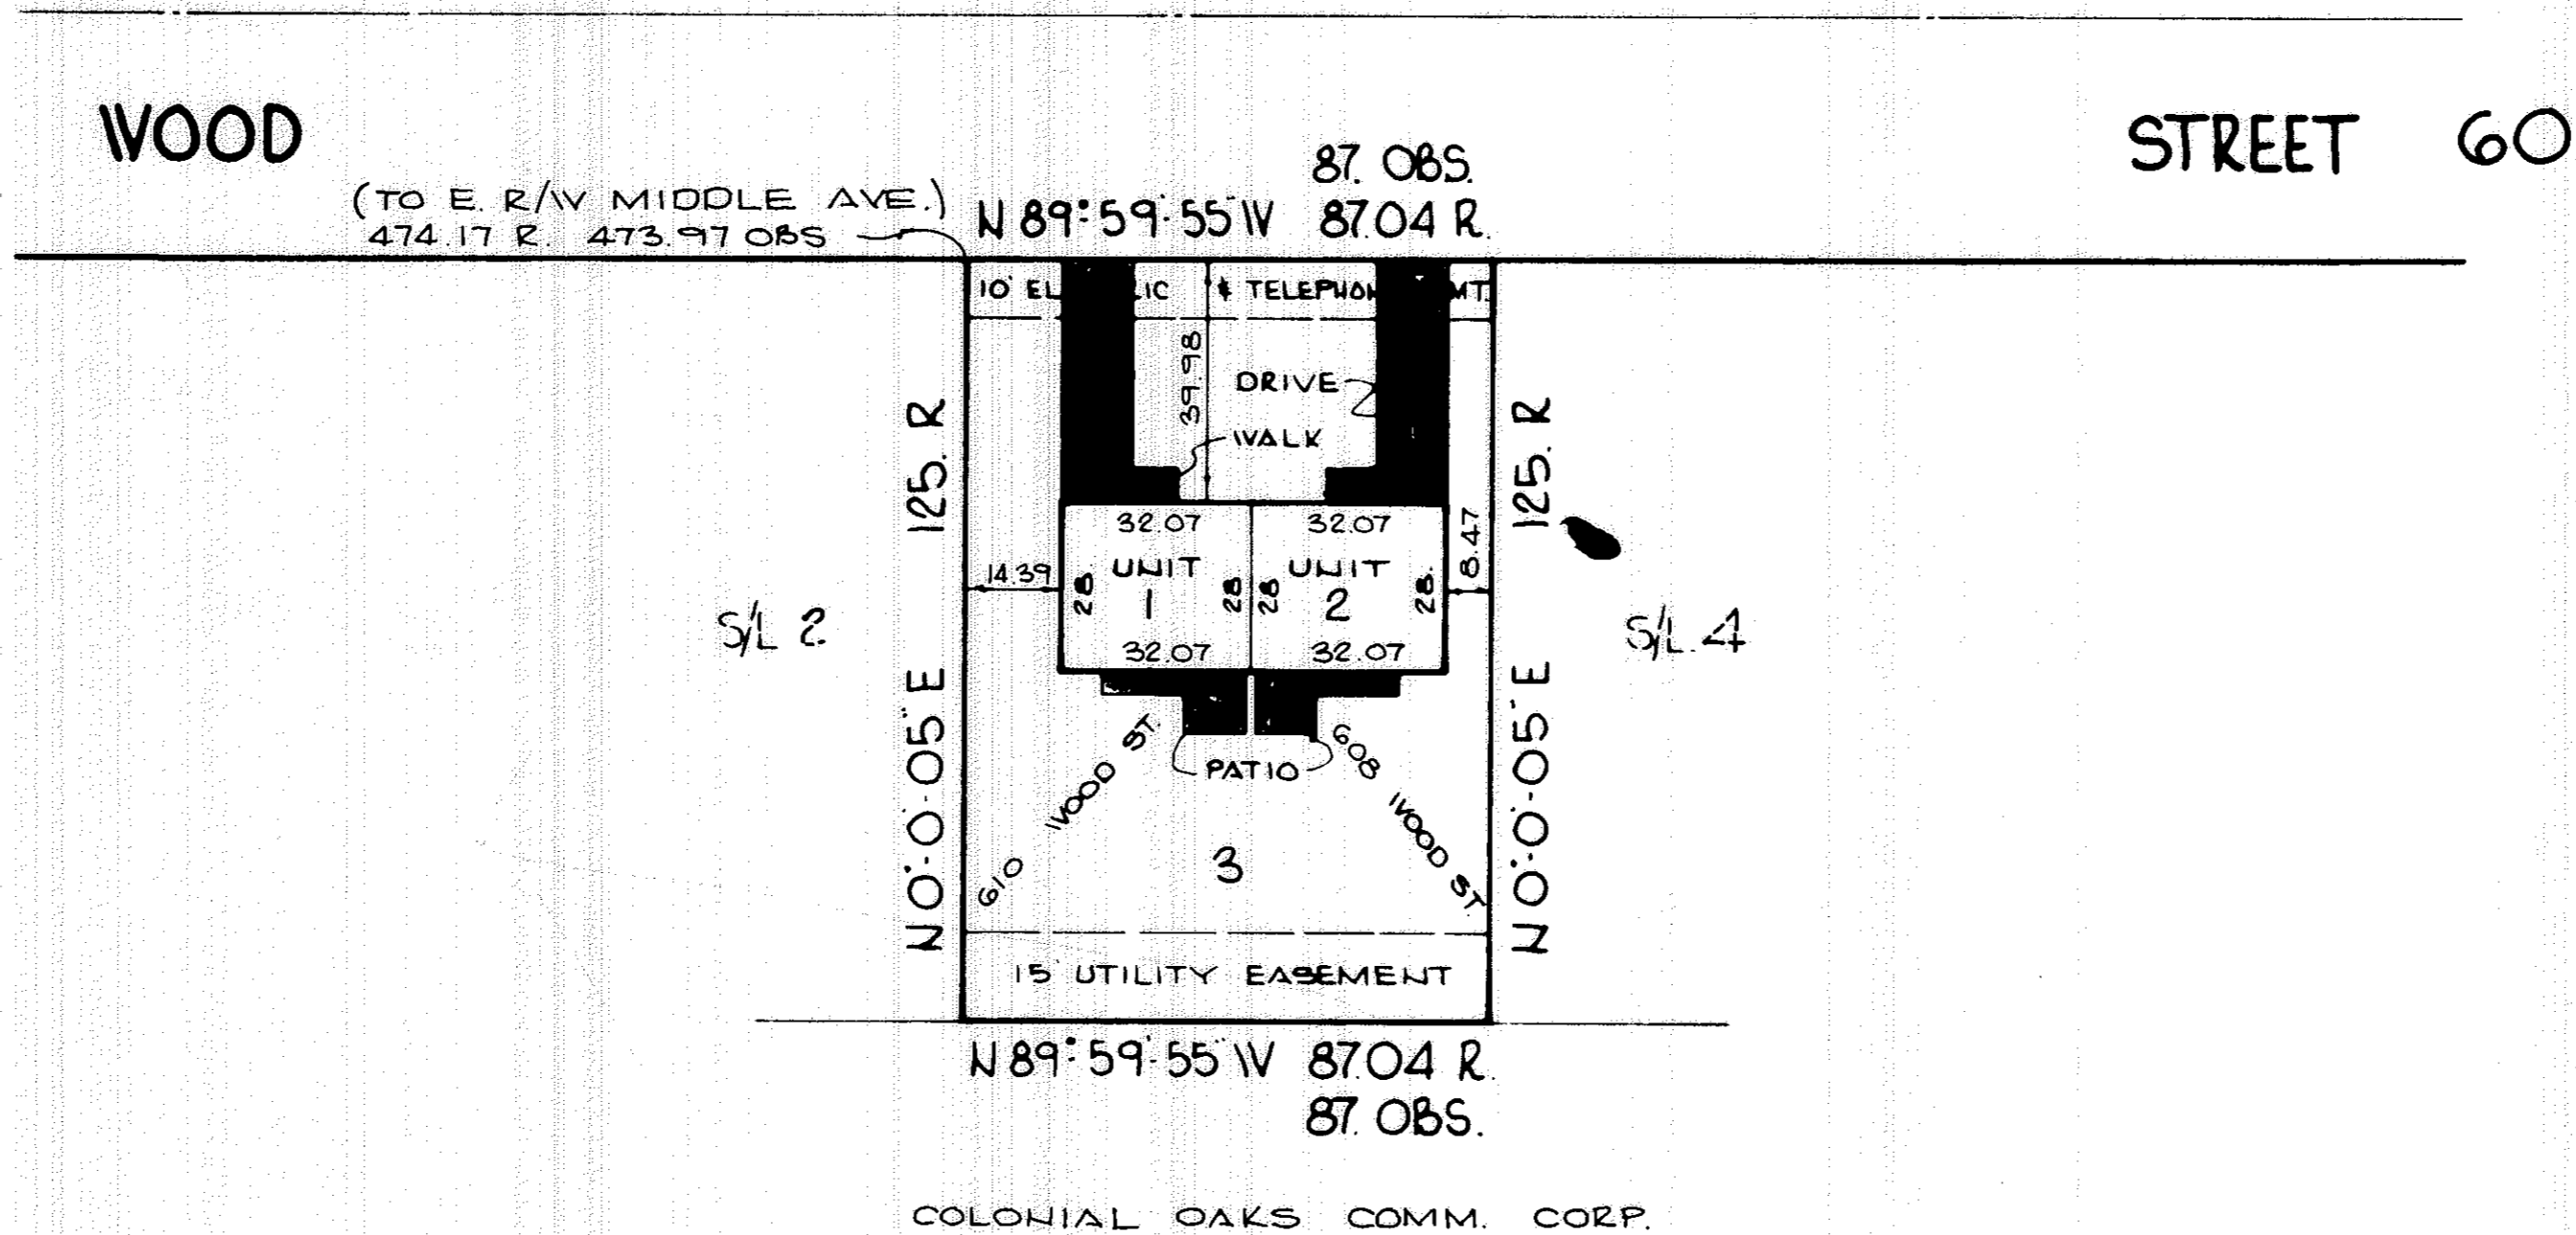 WOOD STREET 60
87. OBS.
(TO E. R/W MIDDLE AVE.)
474.17 R. 473.97 OBS
N 89°59'55"W 87.04 R.
10' EL LIC & TELEPHON MT.
39.98
DRIVE
WALK
125. R
N 0°-0'-05" E
125. R
N 0°-0'-05" E
S/L 2
S/L 4
14.39
8.47
32.07
32.07
UNIT
1
UNIT
2
28.
28
28
28.
32.07
32.07
PATIO
610 WOOD ST.
608 WOOD ST
3
15' UTILITY EASEMENT
N 89°59'55"W 87.04 R.
87. OBS.
COLONIAL OAKS COMM. CORP.